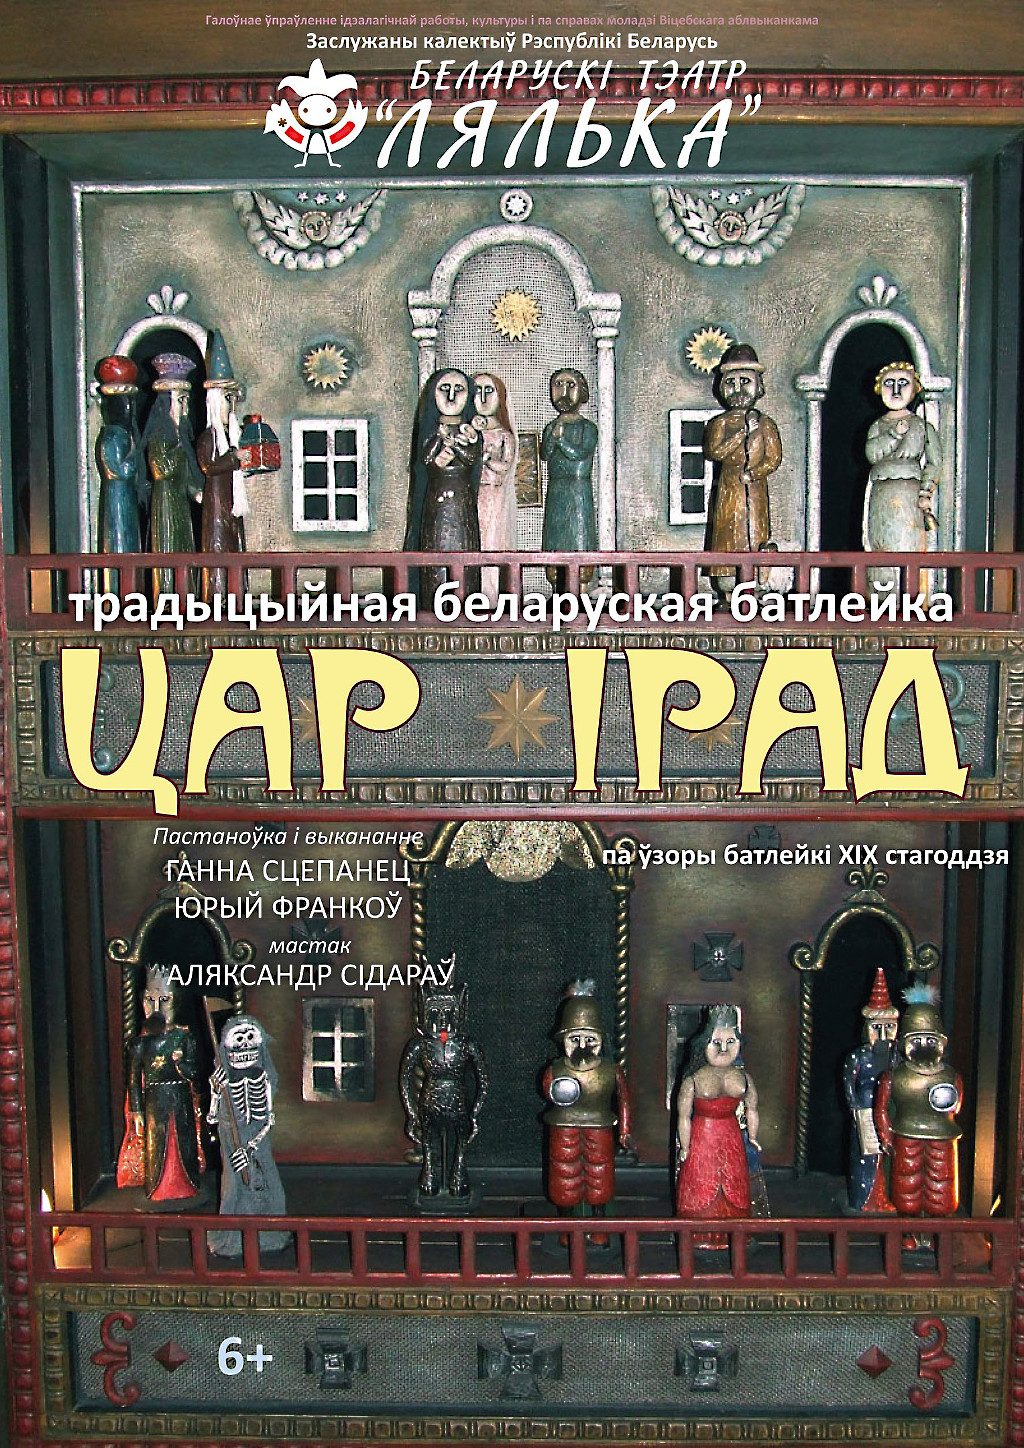 Галоўнае ўпраўленне ідэалагічнай работы, культуры і па справах моладзі Віцебскага аблвыканкама
Заслужаны калектыў Рэспублікі Беларусь
БЕЛАРУСКІ ТЭАТР
“ЛЯЛЬКА”
традыцыйная беларуская батлейка
ЦАР ІРАД
Пастаноўка і выкананне
ГАННА СЦЕПАНЕЦ
ЮРЫЙ ФРАНКОЎ
мастак
АЛЯКСАНДР СІДАРАЎ
па ўзоры батлейкі XIX стагоддзя
6+